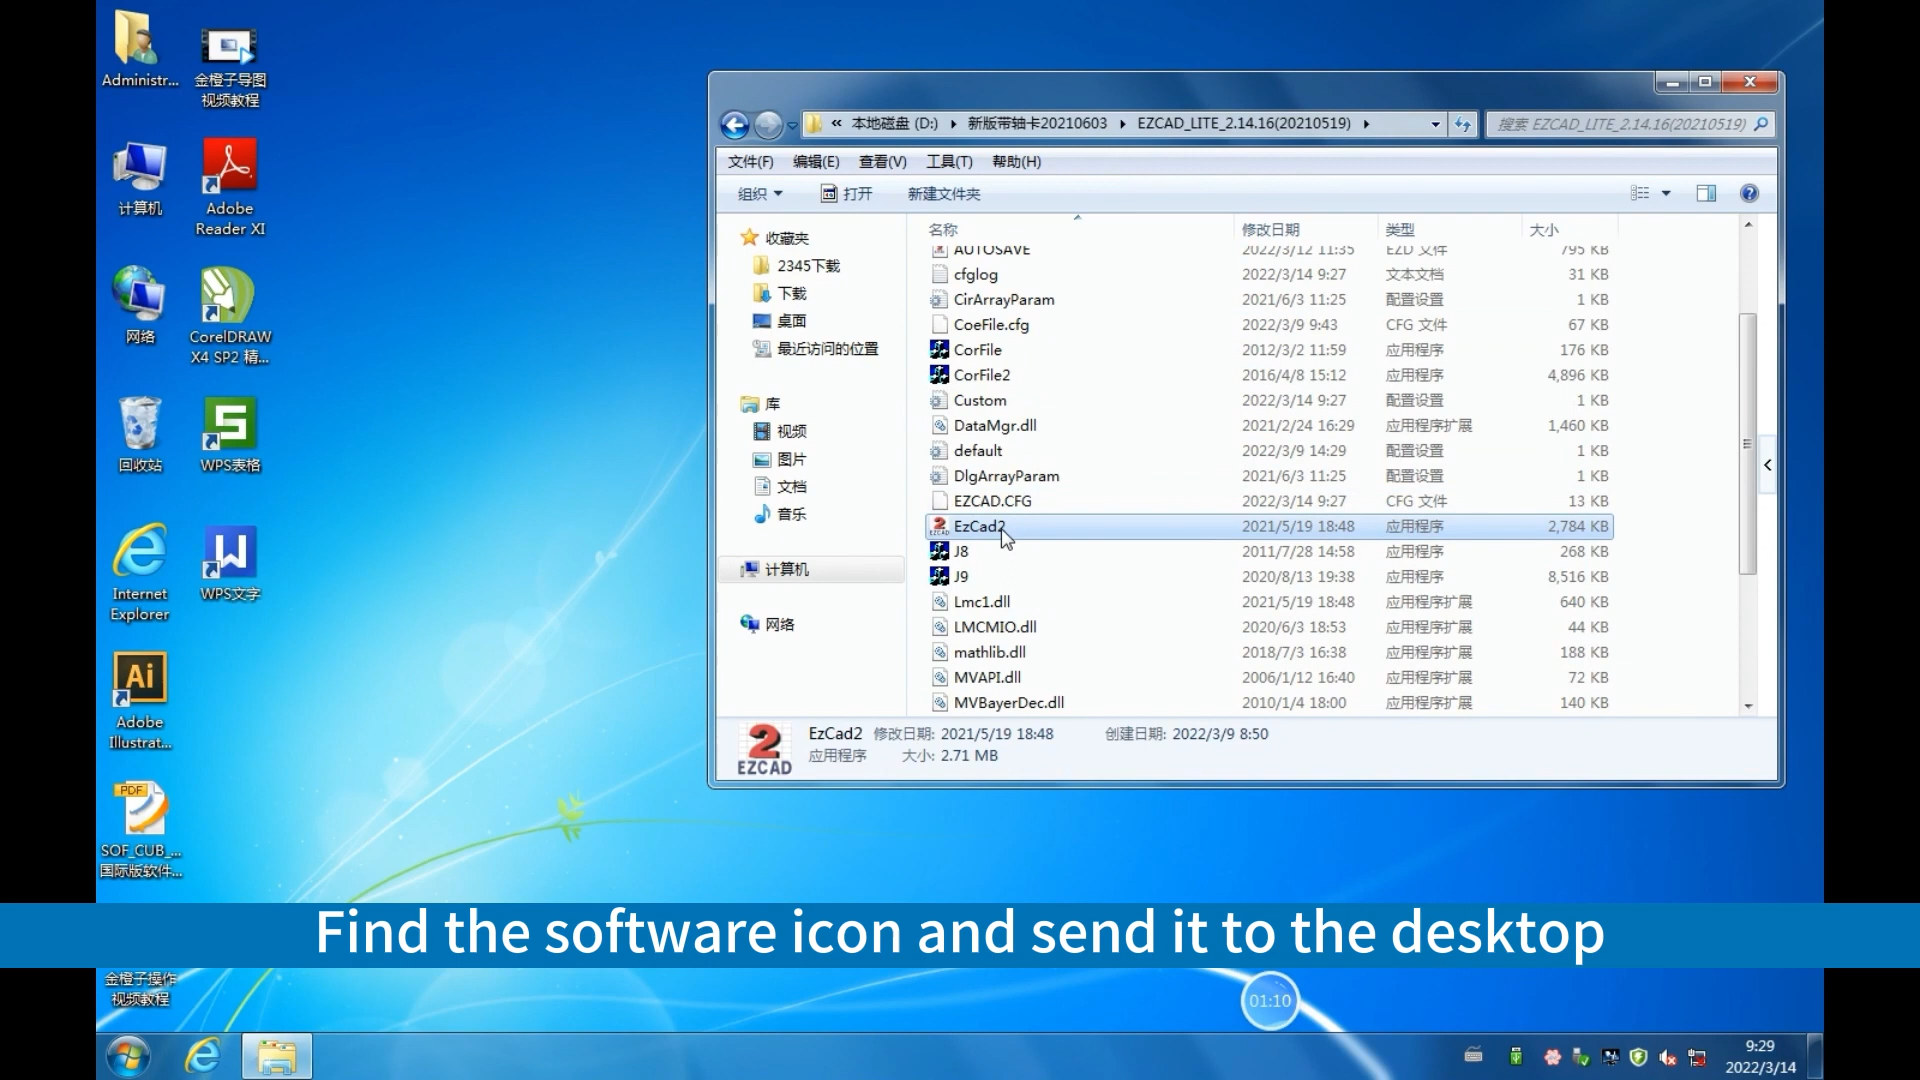 Administr...
金橙子导图
视频教程
计算机
Adobe
Reader XI
网络
CorelDRAW
X4 SP2 精...
回收站
WPS表格
Internet
Explorer
WPS文字
Ai
Adobe
Illustrat...
PDF
SOF_CUB_...
国际版软件...
金橙子操作
视频教程
« 本地磁盘 (D:) 新版带轴卡20210603 EZCAD_LITE_2.14.16(20210519)
搜索 EZCAD_LITE_2.14.16(20210519)
文件(F) 编辑(E) 查看(V) 工具(T) 帮助(H)
组织 打开 新建文件夹
收藏夹
2345下载
下载
桌面
最近访问的位置
库
视频
图片
文档
音乐
计算机
网络
名称 修改日期 类型 大小
AUTOSAVE 2022/3/12 11:35 EZD 文件 795 KB
cfglog 2022/3/14 9:27 文本文档 31 KB
CirArrayParam 2021/6/3 11:25 配置设置 1 KB
CoeFile.cfg 2022/3/9 9:43 CFG 文件 67 KB
CorFile 2012/3/2 11:59 应用程序 176 KB
CorFile2 2016/4/8 15:12 应用程序 4,896 KB
Custom 2022/3/14 9:27 配置设置 1 KB
DataMgr.dll 2021/2/24 16:29 应用程序扩展 1,460 KB
default 2022/3/9 14:29 配置设置 1 KB
DlgArrayParam 2021/6/3 11:25 配置设置 1 KB
EZCAD.CFG 2022/3/14 9:27 CFG 文件 13 KB
EzCad2 2021/5/19 18:48 应用程序 2,784 KB
J8 2011/7/28 14:58 应用程序 268 KB
J9 2020/8/13 19:38 应用程序 8,516 KB
Lmc1.dll 2021/5/19 18:48 应用程序扩展 640 KB
LMCMIO.dll 2020/6/3 18:53 应用程序扩展 44 KB
mathlib.dll 2018/7/3 16:38 应用程序扩展 188 KB
MVAPI.dll 2006/1/12 16:40 应用程序扩展 72 KB
MVBayerDec.dll 2010/1/4 18:00 应用程序扩展 140 KB
2
EZCAD
EzCad2 修改日期: 2021/5/19 18:48 创建日期: 2022/3/9 8:50
应用程序 大小: 2.71 MB
Find the software icon and send it to the desktop
01:10
9:29
2022/3/14